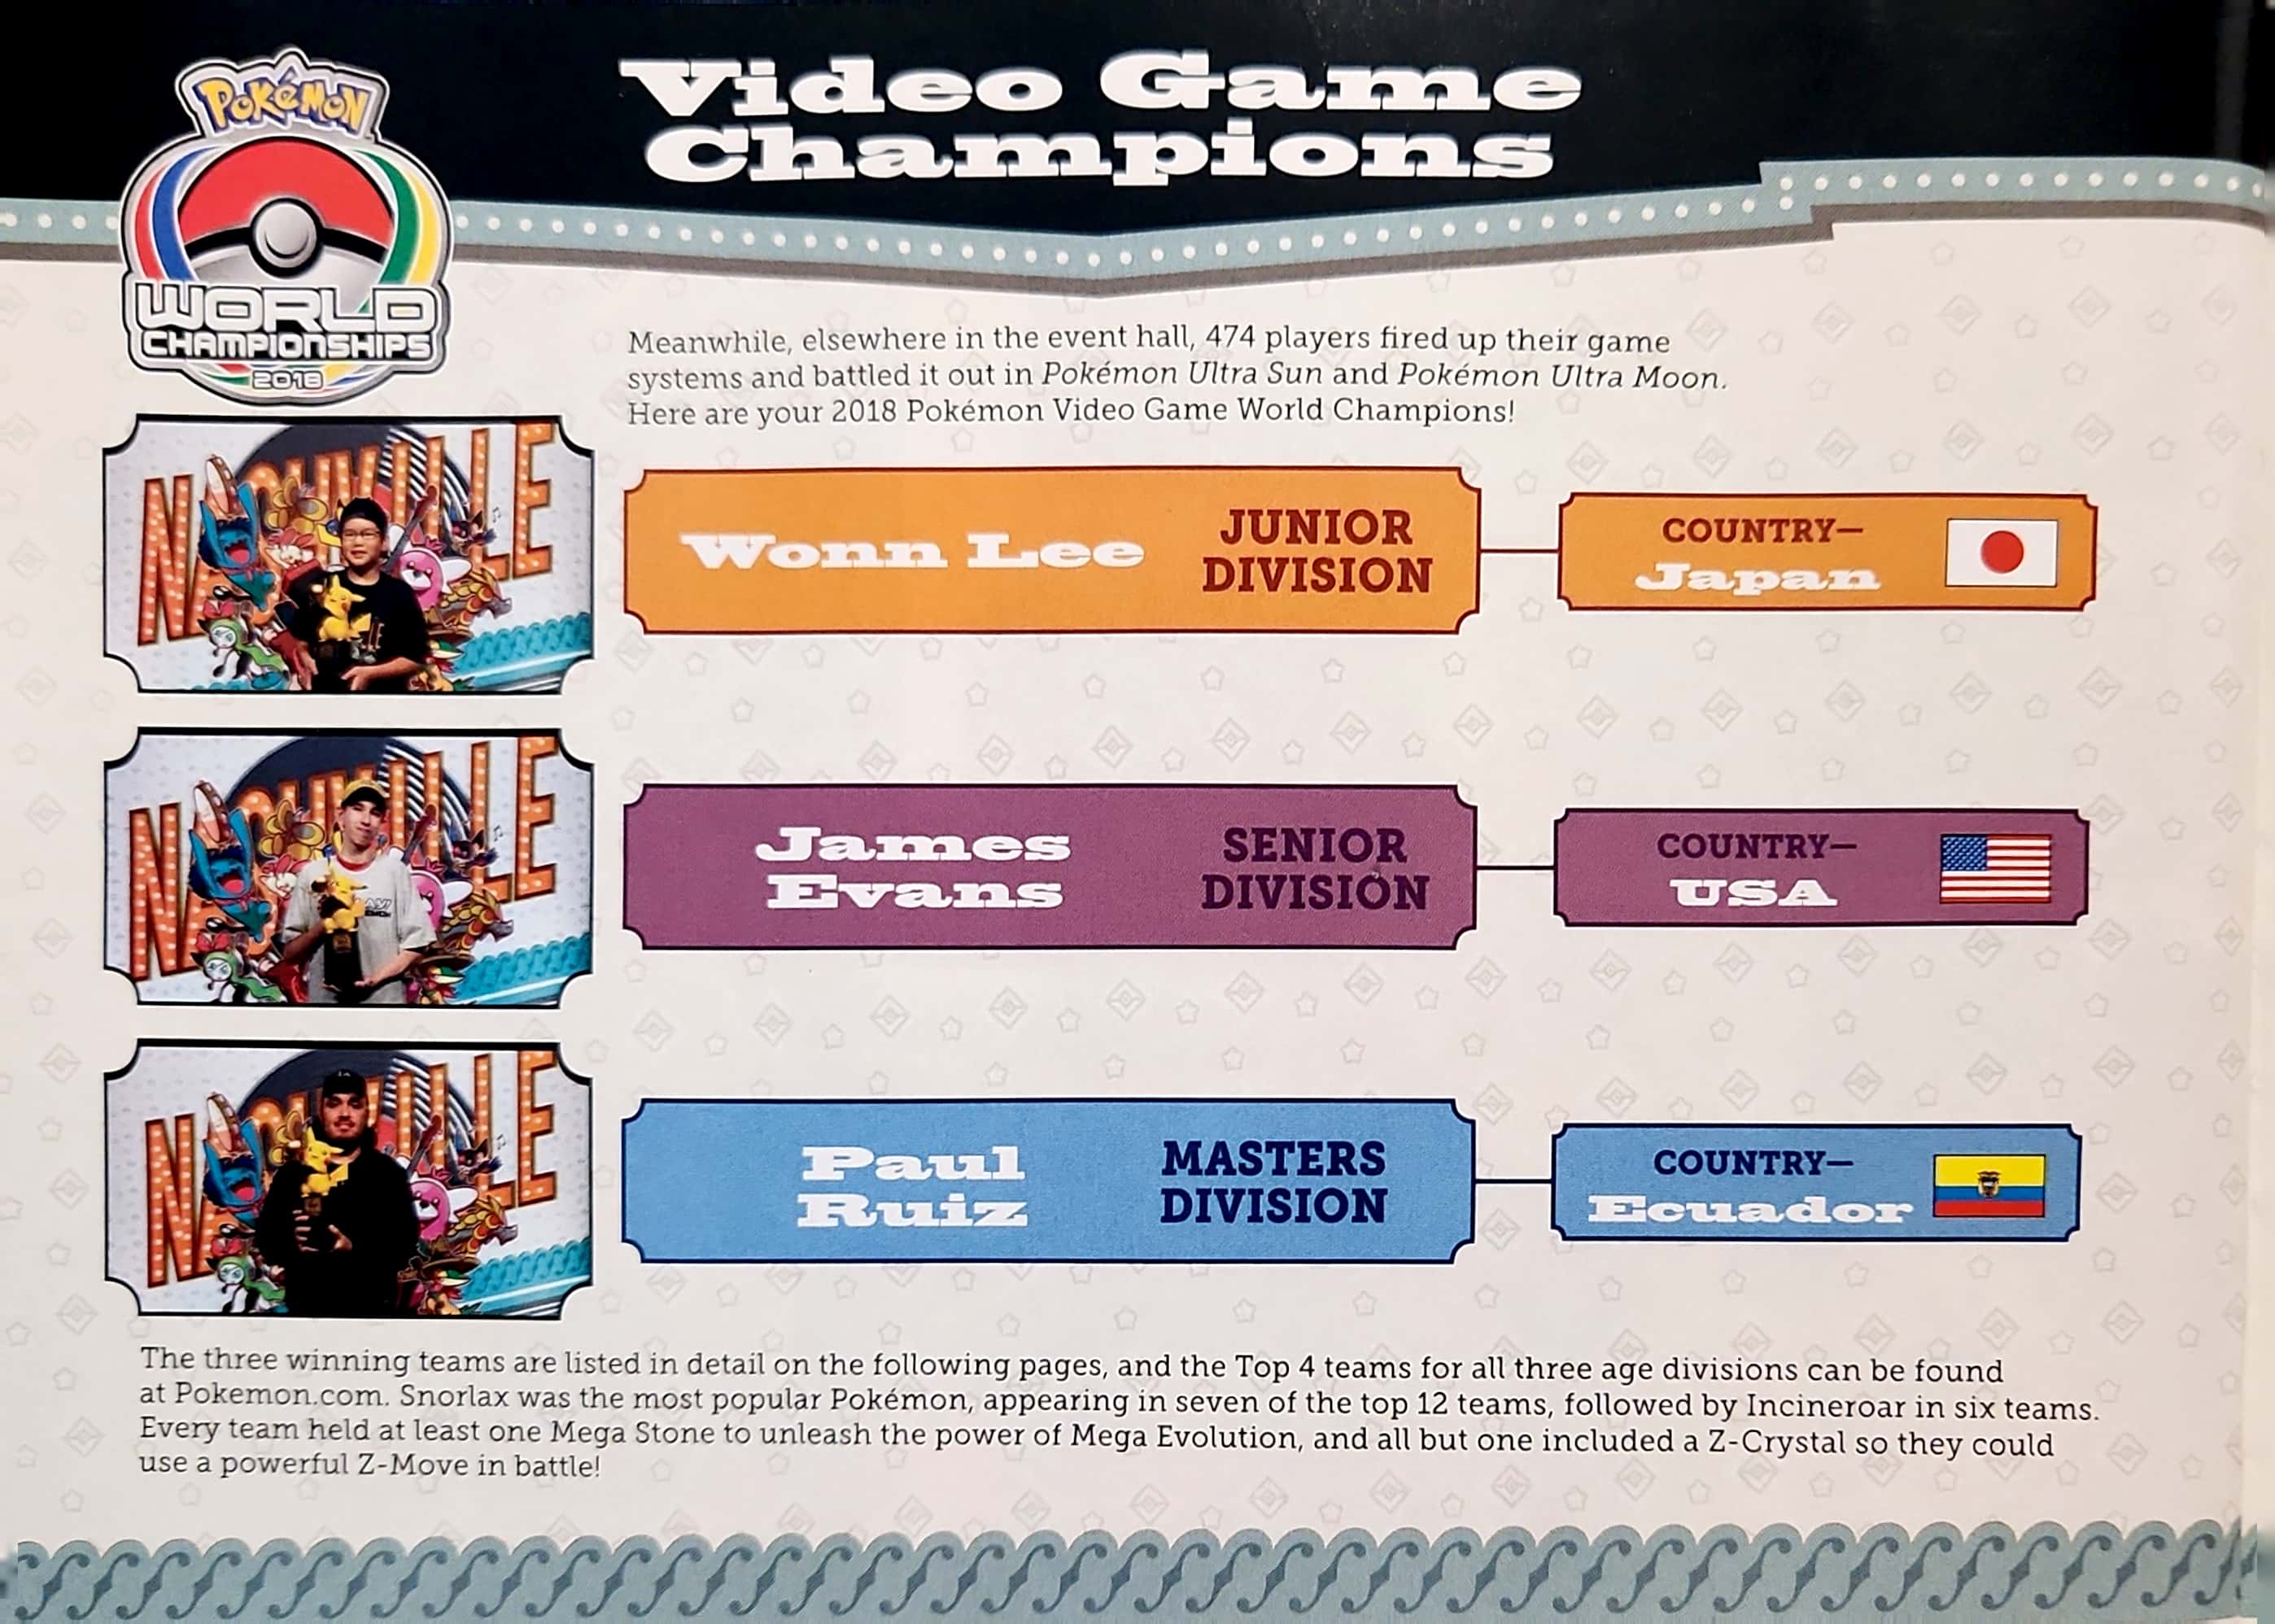 Video Game
Champions
POKéMON
WORLD
CHAMPIONSHIPS
2018
Meanwhile, elsewhere in the event hall, 474 players fired up their game
systems and battled it out in Pokémon Ultra Sun and Pokémon Ultra Moon.
Here are your 2018 Pokémon Video Game World Champions!
NASHVILLE
Wonn Lee
JUNIOR
DIVISION
COUNTRY—
Japan
NASHVILLE
James
Evans
SENIOR
DIVISION
COUNTRY—
USA
NASHVILLE
Paul
Ruiz
MASTERS
DIVISION
COUNTRY—
Ecuador
The three winning teams are listed in detail on the following pages, and the Top 4 teams for all three age divisions can be found
at Pokemon.com. Snorlax was the most popular Pokémon, appearing in seven of the top 12 teams, followed by Incineroar in six teams.
Every team held at least one Mega Stone to unleash the power of Mega Evolution, and all but one included a Z-Crystal so they could
use a powerful Z-Move in battle!